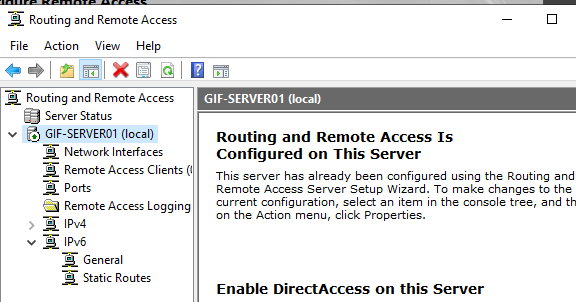 nfigure Remote Access
Routing and Remote Access
File Action View Help
Routing and Remote Access
Server Status
GIF-SERVER01 (local)
Network Interfaces
Remote Access Clients (
Ports
Remote Access Logging
IPv4
IPv6
General
Static Routes
GIF-SERVER01 (local)
Routing and Remote Access Is
Configured on This Server
This server has already been configured using the Routing and
Remote Access Server Setup Wizard. To make changes to the
current configuration, select an item in the console tree, and th
on the Action menu, click Properties.
Enable DirectAccess on this Server